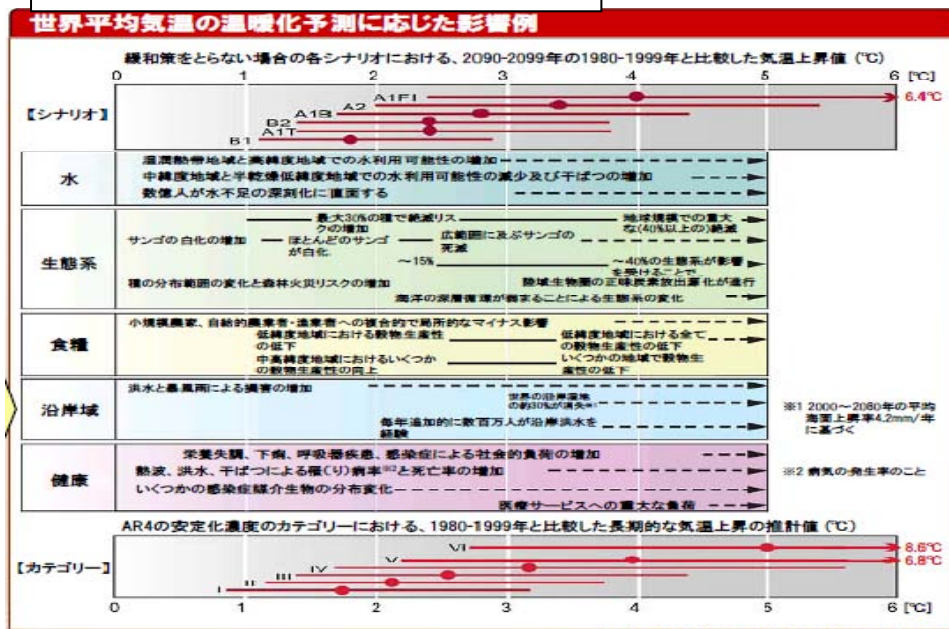 世界平均気温の温暖化予測に応じた影響例
緩和策をとらない場合の各シナリオにおける、2090-2099年の1980-1999年と比較した気温上昇値（℃）
0 1 2 3 4 5 6 [℃]
【シナリオ】
A1FI
6.4℃
A2
A1B
B2
A1T
B1
水
湿潤熱帯地域と高緯度地域での水利用可能性の増加
中緯度地域と半乾燥低緯度地域での水利用可能性の減少及び干ばつの増加
数億人が水不足の深刻化に直面する
生態系
最大30%の種で絶滅リス
クの増加
地球規模での重大
な(40%以上の)絶滅
サンゴの白化の増加
ほとんどのサンゴ
が白化
広範囲に及ぶサンゴの
死滅
～15%
～40%の生態系が影響
を受けることで、
種の分布範囲の変化と森林火災リスクの増加
陸域生物圏の正味炭素放出源化が進行
海洋の深層循環が弱まることによる生態系の変化
食糧
小規模農家、自給的農業者・漁業者への複合的で局所的なマイナス影響
低緯度地域における穀物生産性
の低下
低緯度地域における全て
の穀物生産性の低下
中高緯度地域におけるいくつか
の穀物生産性の向上
いくつかの地域で穀物生
産性の低下
沿岸域
洪水と暴風雨による損害の増加
世界の沿岸湿地
の約30%が消失※1
毎年追加的に数百万人が沿岸洪水を
経験
※1 2000～2080年の平均
海面上昇率4.2mm/年
に基づく
健康
栄養失調、下痢、呼吸器疾患、感染症による社会的負荷の増加
熱波、洪水、干ばつによる罹(り)病率※2と死亡率の増加
いくつかの感染症媒介生物の分布変化
医療サービスへの重大な負荷
※2 病気の発生率のこと
AR4の安定化濃度のカテゴリーにおける、1980-1999年と比較した長期的な気温上昇の推計値（℃）
【カテゴリー】
VI
8.6℃
V
6.8℃
IV
III
II
I
0 1 2 3 4 5 6 [℃]